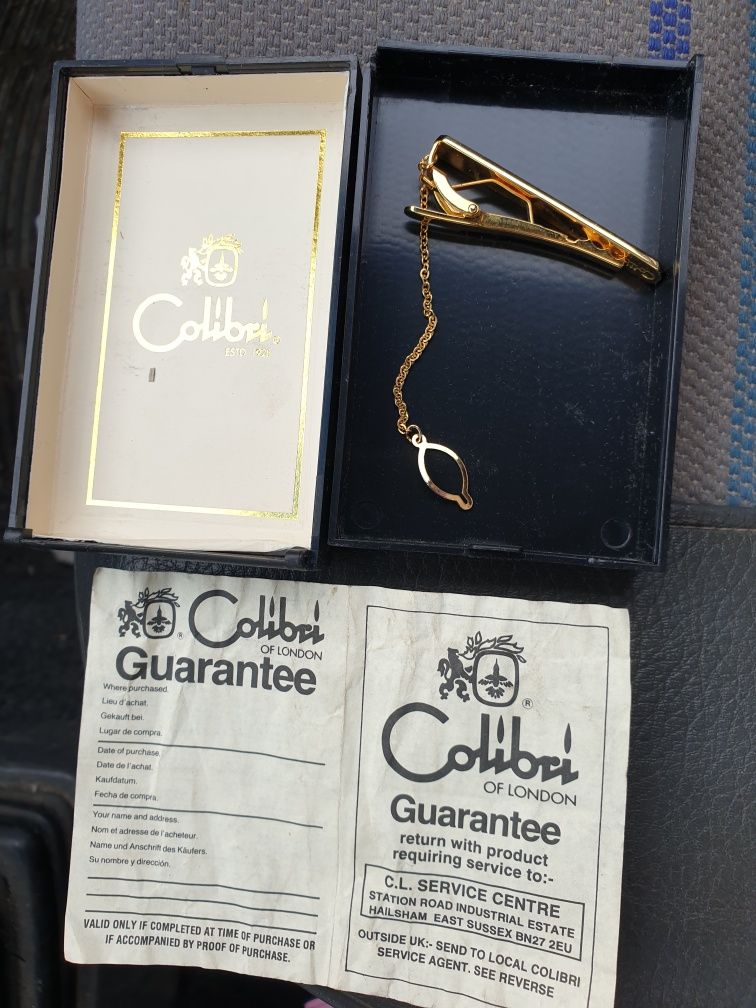 Colibri
ESTD 1928
Colibri
OF LONDON
Guarantee
Where purchased.
Lieu d'achat.
Gekauft bei.
Lugar de compra.
Date of purchase.
Date de l'achat.
Kaufdatum.
Fecha de compra.
Your name and address.
Nom et adresse de l'acheteur.
Name und Anschrift des Käufers.
Su nombre y dirección.
VALID ONLY IF COMPLETED AT TIME OF PURCHASE OR
IF ACCOMPANIED BY PROOF OF PURCHASE.
®
Colibri
OF LONDON
Guarantee
return with product
requiring service to:-
C.L. SERVICE CENTRE
STATION ROAD INDUSTRIAL ESTATE
HAILSHAM EAST SUSSEX BN27 2EU
OUTSIDE UK:- SEND TO LOCAL COLIBRI
SERVICE AGENT. SEE REVERSE